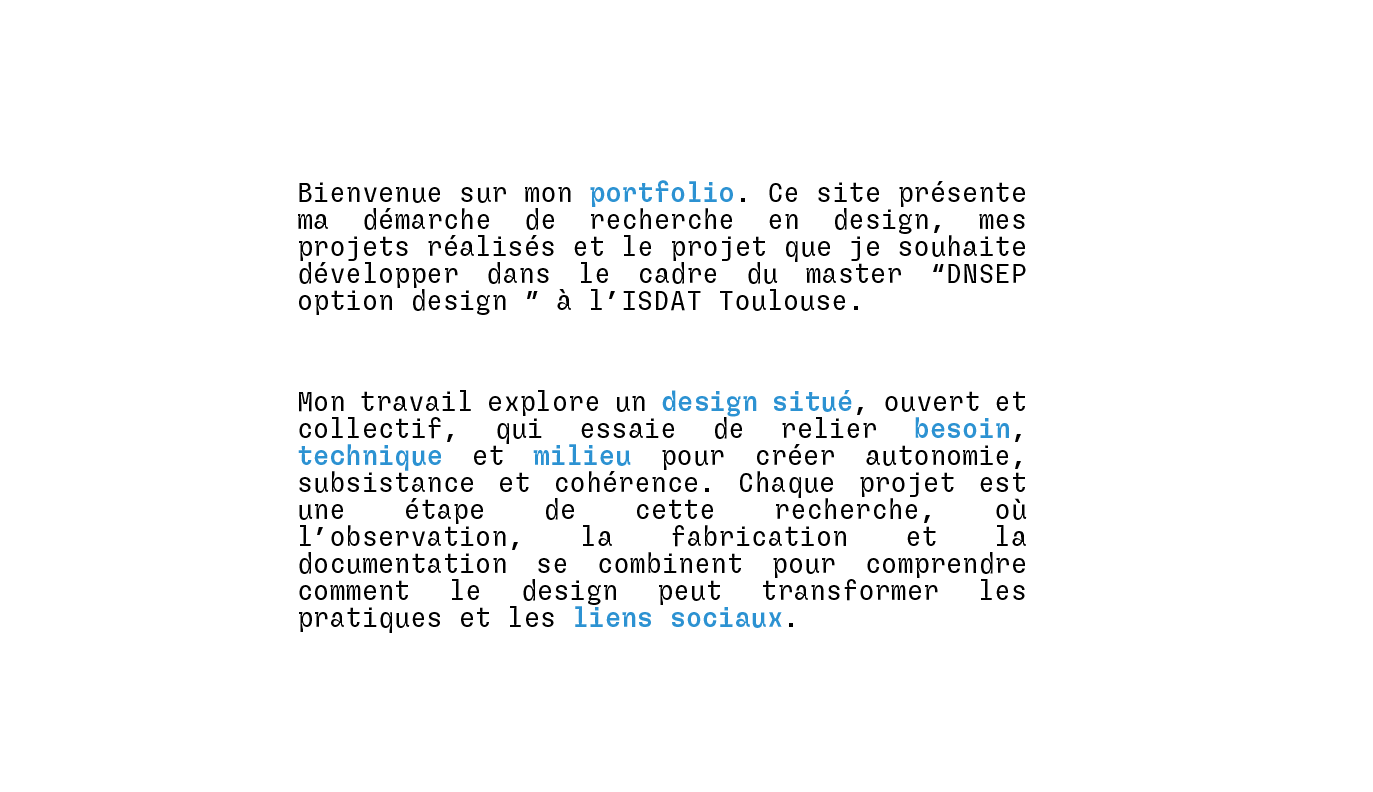 Bienvenue sur mon portfolio. Ce site présente
ma démarche de recherche en design, mes
projets réalisés et le projet que je souhaite
développer dans le cadre du master “DNSEP
option design ” à l’ISDAT Toulouse.
Mon travail explore un design situé, ouvert et
collectif, qui essaie de relier besoin,
technique et milieu pour créer autonomie,
subsistance et cohérence. Chaque projet est
une étape de cette recherche, où
l’observation, la fabrication et la
documentation se combinent pour comprendre
comment le design peut transformer les
pratiques et les liens sociaux.